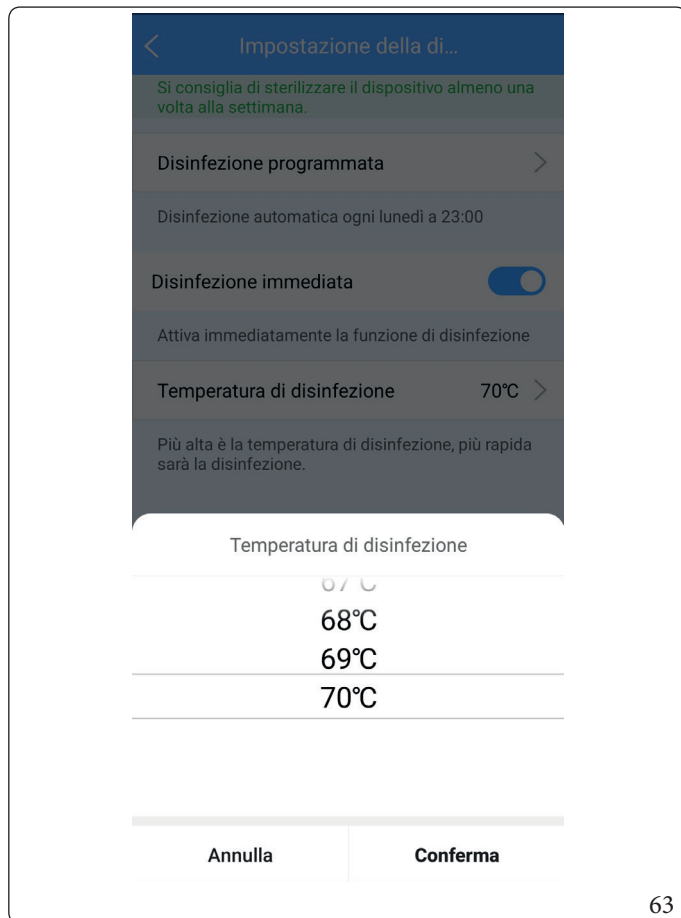 Impostazione della di...
Si consiglia di sterilizzare il dispositivo almeno una
volta alla settimana.
Disinfezione programmata
Disinfezione automatica ogni lunedì a 23:00
Disinfezione immediata
Attiva immediatamente la funzione di disinfezione
Temperatura di disinfezione 70°C
Più alta è la temperatura di disinfezione, più rapida
sarà la disinfezione.
Temperatura di disinfezione
67°C
68°C
69°C
70°C
Annulla Conferma
63